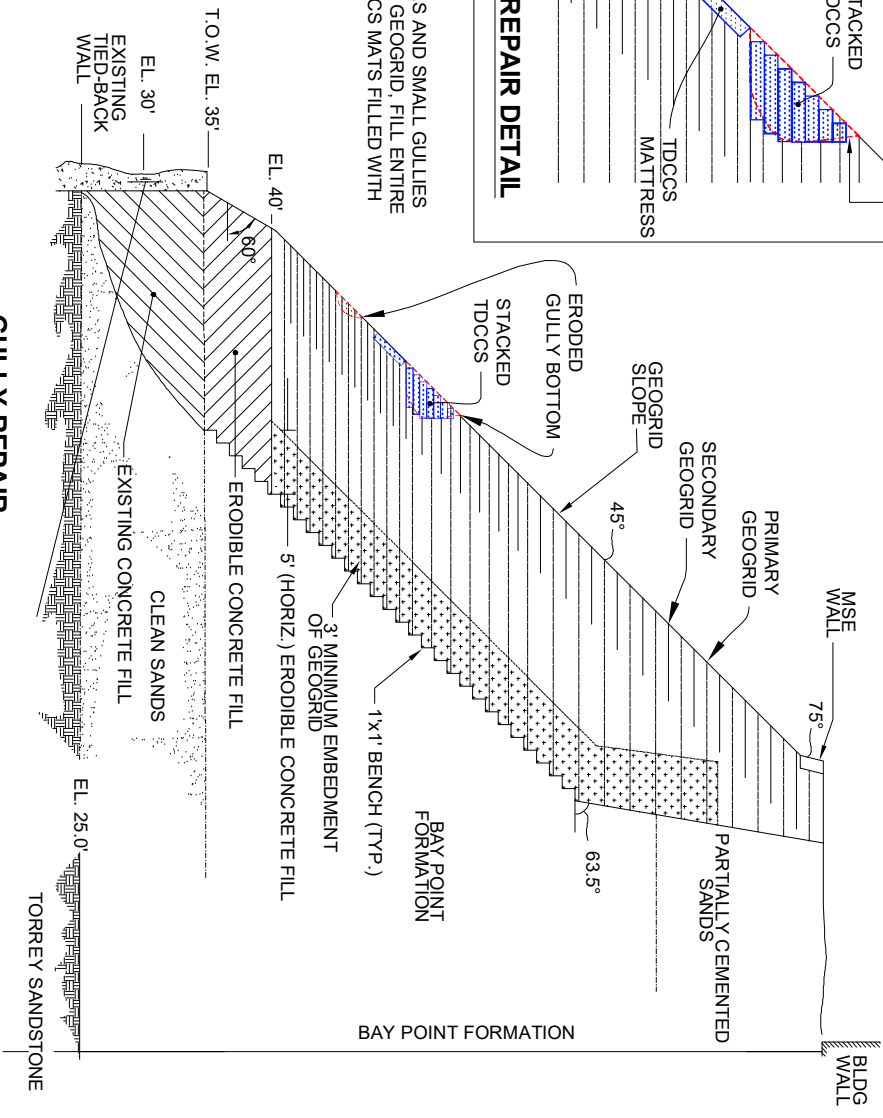 STACKED
TDCCS
REPAIR DETAIL
TDCCS
MATTRESS
S AND SMALL GULLIES
GEOGRID, FILL ENTIRE
CS MATS FILLED WITH
T.O.W. EL. 35'
EL. 30'
EXISTING
TIED-BACK
WALL
EL. 40'
60°
ERODED
GULLY BOTTOM
STACKED
TDCCS
GEOGRID
SLOPE
45°
SECONDARY
GEOGRID
PRIMARY
GEOGRID
MSE
WALL
75°
BLDG
WALL
PARTIALLY CEMENTED
SANDS
63.5°
BAY POINT
FORMATION
1'x1' BENCH (TYP.)
3' MINIMUM EMBEDMENT
OF GEOGRID
5' (HORIZ.) ERODIBLE CONCRETE FILL
ERODIBLE CONCRETE FILL
CLEAN SANDS
EXISTING CONCRETE FILL
EL. 25.0'
TORREY SANDSTONE
BAY POINT FORMATION
GULLY REPAIR